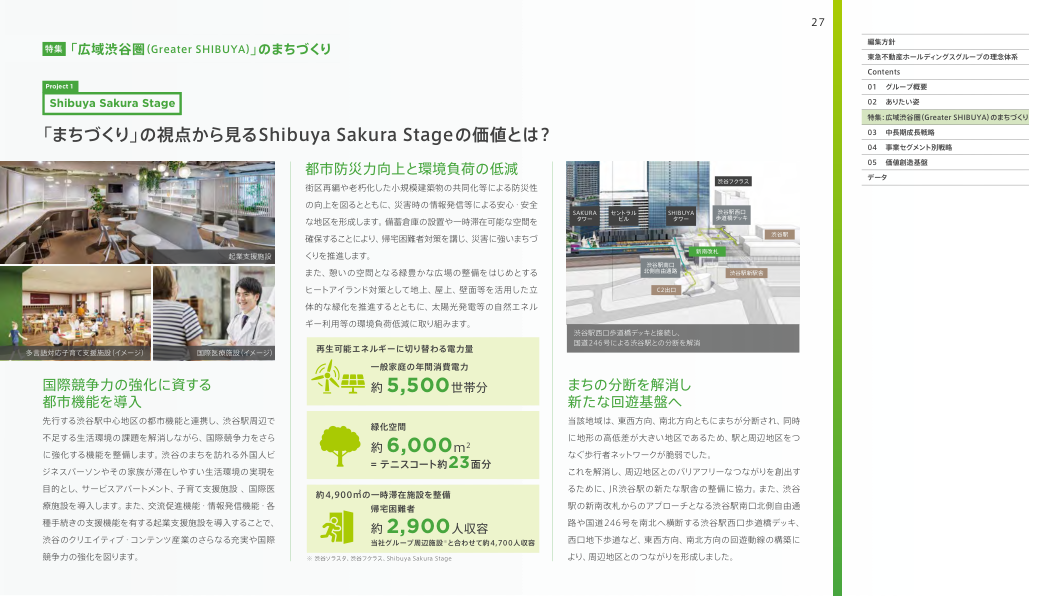 27
特集 「広域渋谷圏(Greater SHIBUYA)」のまちづくり
Project 1
Shibuya Sakura Stage
「まちづくり」の視点から見るShibuya Sakura Stageの価値とは？
起業支援施設
多言語対応子育て支援施設（イメージ）
国際医療施設（イメージ）
国際競争力の強化に資する
都市機能を導入
先行する渋谷駅中心地区の都市機能と連携し、渋谷駅周辺で
不足する生活環境の課題を解消しながら、国際競争力をさら
に強化する機能を整備します。渋谷のまちを訪れる外国人ビ
ジネスパーソンやその家族が滞在しやすい生活環境の実現を
目的とし、サービスアパートメント、子育て支援施設 、国際医
療施設を導入します。また、交流促進機能・情報発信機能・各
種手続きの支援機能を有する起業支援施設を導入することで、
渋谷のクリエイティブ・コンテンツ産業のさらなる充実や国際
競争力の強化を図ります。
都市防災力向上と環境負荷の低減
街区再編や老朽化した小規模建築物の共同化等による防災性
の向上を図るとともに、災害時の情報発信等による安心・安全
な地区を形成します。備蓄倉庫の設置や一時滞在可能な空間を
確保することにより、帰宅困難者対策を講じ、災害に強いまちづ
くりを推進します。
また、憩いの空間となる緑豊かな広場の整備をはじめとする
ヒートアイランド対策として地上、屋上、壁面等を活用した立
体的な緑化を推進するとともに、太陽光発電等の自然エネル
ギー利用等の環境負荷低減に取り組みます。
再生可能エネルギーに切り替わる電力量
一般家庭の年間消費電力
約 5,500世帯分
緑化空間
約 6,000m²
= テニスコート約23面分
約4,900㎡の一時滞在施設を整備
帰宅困難者
約 2,900人収容
当社グループ周辺施設※と合わせて約4,700人収容
※ 渋谷ソラスタ、渋谷フクラス、Shibuya Sakura Stage
渋谷フクラス
SAKURA
タワー
セントラル
ビル
SHIBUYA
タワー
渋谷駅西口
歩道橋デッキ
渋谷駅
新南改札
渋谷駅南口
北側自由通路
渋谷駅新駅舎
C2出口
渋谷駅西口歩道橋デッキと接続し、
国道246号による渋谷駅との分断を解消
まちの分断を解消し
新たな回遊基盤へ
当該地域は、東西方向、南北方向ともにまちが分断され、同時
に地形の高低差が大きい地区であるため、駅と周辺地区をつ
なぐ歩行者ネットワークが脆弱でした。
これを解消し、周辺地区とのバリアフリーなつながりを創出す
るために、JR渋谷駅の新たな駅舎の整備に協力。また、渋谷
駅の新南改札からのアプローチとなる渋谷駅南口北側自由通
路や国道246号を南北へ横断する渋谷駅西口歩道橋デッキ、
西口地下歩道など、東西方向、南北方向の回遊動線の構築に
より、周辺地区とのつながりを形成しました。
編集方針
東急不動産ホールディングスグループの理念体系
Contents
01 グループ概要
02 ありたい姿
特集：広域渋谷圏(Greater SHIBUYA)のまちづくり
03 中長期成長戦略
04 事業セグメント別戦略
05 価値創造基盤
データ